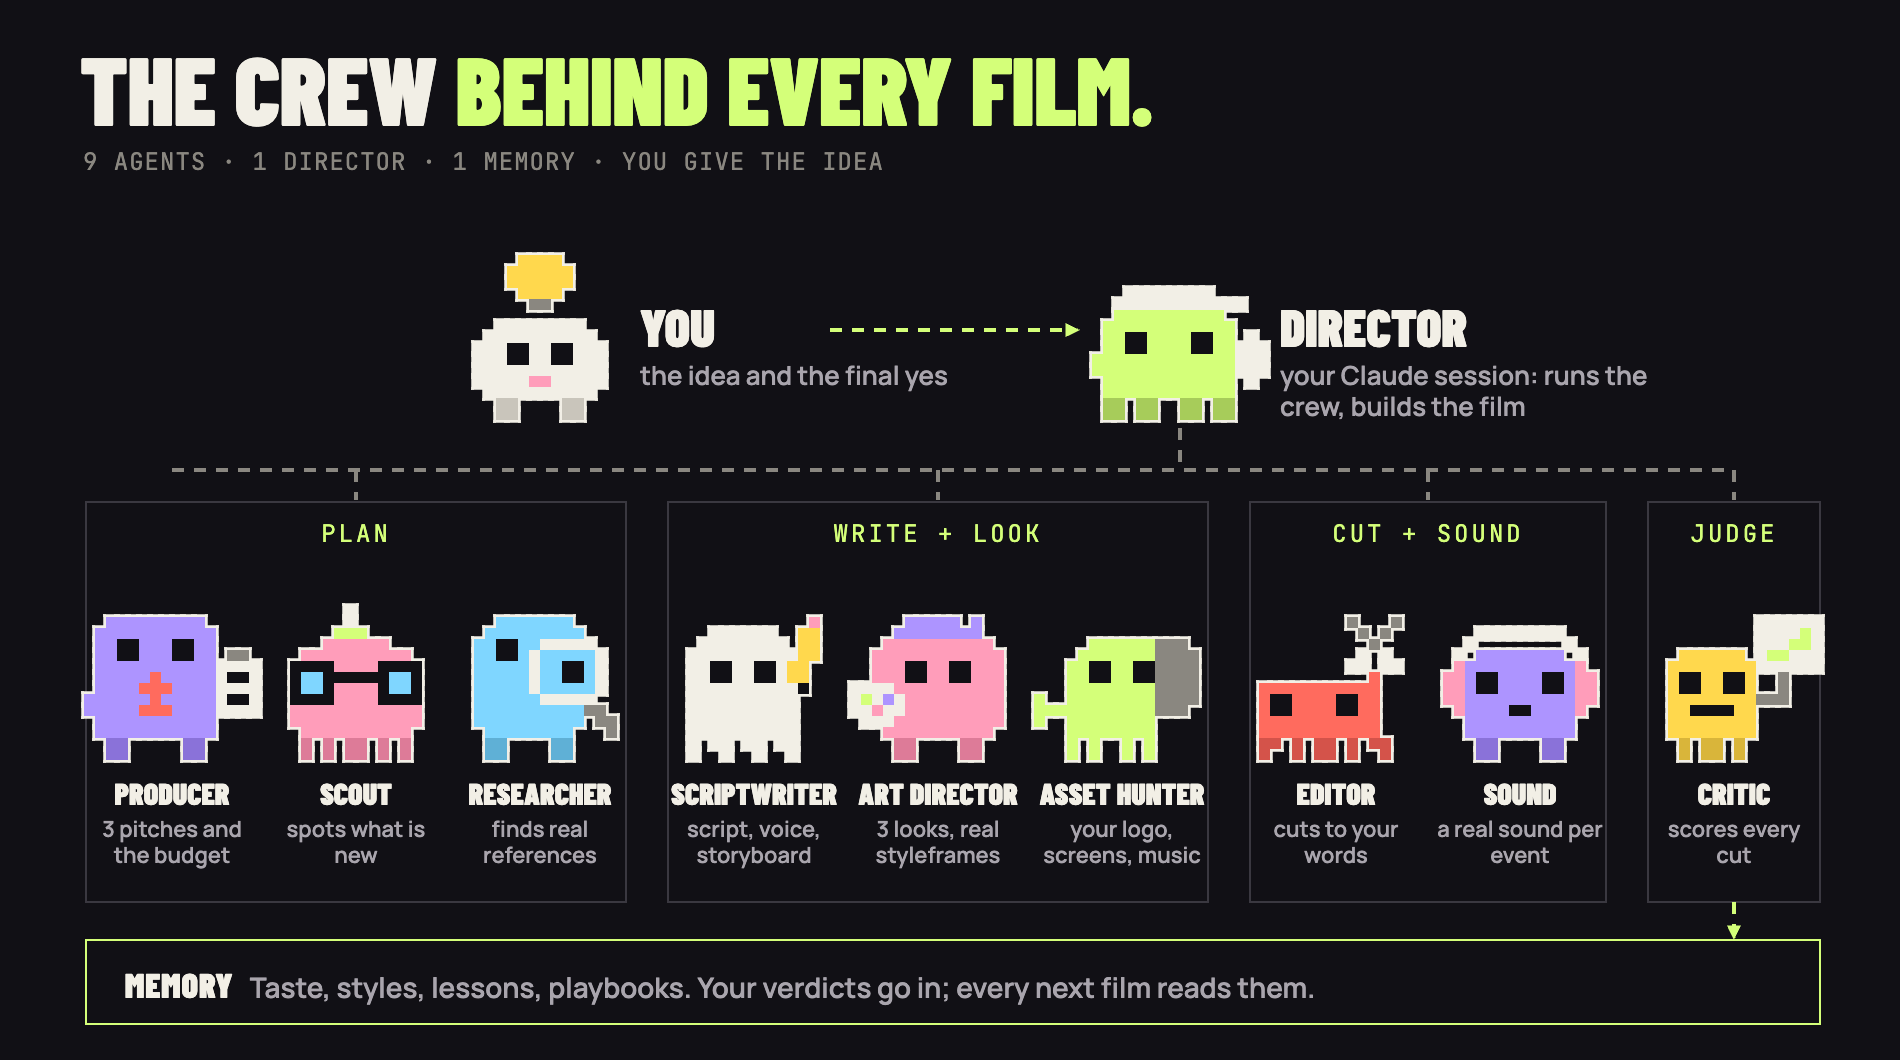 THE CREW BEHIND EVERY FILM.
9 AGENTS · 1 DIRECTOR · 1 MEMORY · YOU GIVE THE IDEA
YOU
the idea and the final yes
DIRECTOR
your Claude session: runs the
crew, builds the film
PLAN
PRODUCER
3 pitches and
the budget
SCOUT
spots what is
new
RESEARCHER
finds real
references
WRITE + LOOK
SCRIPTWRITER
script, voice,
storyboard
ART DIRECTOR
3 looks, real
styleframes
ASSET HUNTER
your logo,
screens, music
CUT + SOUND
EDITOR
cuts to your
words
SOUND
a real sound per
event
JUDGE
CRITIC
scores every
cut
MEMORY Taste, styles, lessons, playbooks. Your verdicts go in; every next film reads them.